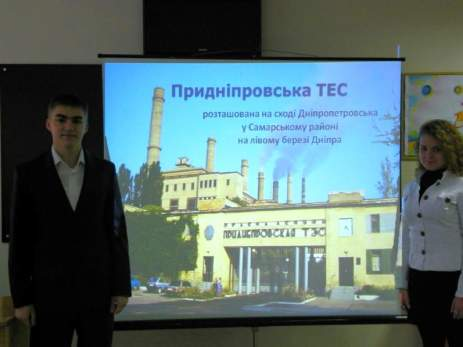 Придніпровська ТЕС
розташована на сході Дніпропетровська
у Самарському районі
на лівому березі Дніпра
ПРИДНЕПРОВСКАЯ ТЭС